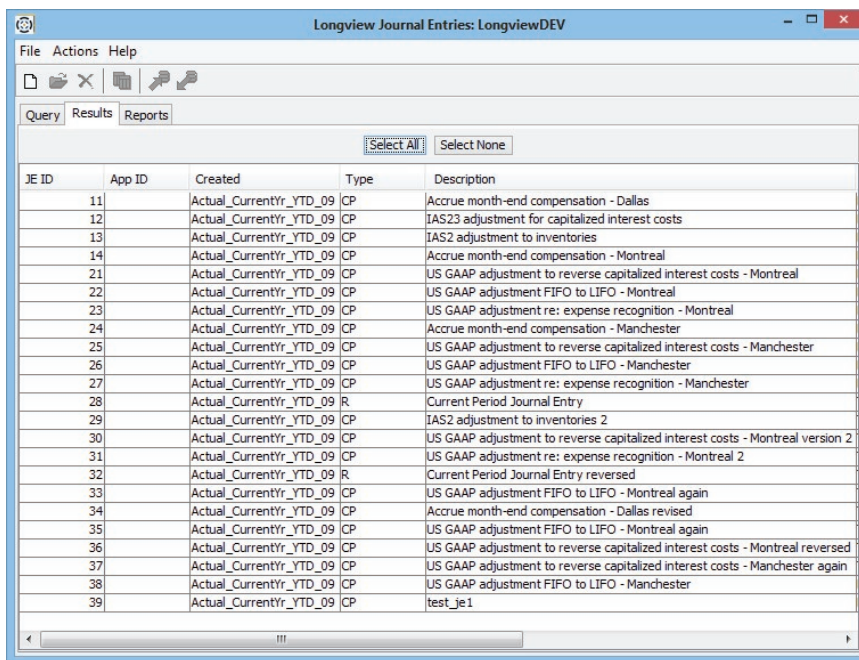 Longview Journal Entries: LongviewDEV
File Actions Help
Query Results Reports
Select All Select None
JE ID App ID Created Type Description
11 Actual_CurrentYr_YTD_09 CP Accrue month-end compensation - Dallas
12 Actual_CurrentYr_YTD_09 CP IAS23 adjustment for capitalized interest costs
13 Actual_CurrentYr_YTD_09 CP IAS2 adjustment to inventories
14 Actual_CurrentYr_YTD_09 CP Accrue month-end compensation - Montreal
21 Actual_CurrentYr_YTD_09 CP US GAAP adjustment to reverse capitalized interest costs - Montreal
22 Actual_CurrentYr_YTD_09 CP US GAAP adjustment FIFO to LIFO - Montreal
23 Actual_CurrentYr_YTD_09 CP US GAAP adjustment re: expense recognition - Montreal
24 Actual_CurrentYr_YTD_09 CP Accrue month-end compensation - Manchester
25 Actual_CurrentYr_YTD_09 CP US GAAP adjustment to reverse capitalized interest costs - Manchester
26 Actual_CurrentYr_YTD_09 CP US GAAP adjustment FIFO to LIFO - Manchester
27 Actual_CurrentYr_YTD_09 CP US GAAP adjustment re: expense recognition - Manchester
28 Actual_CurrentYr_YTD_09 R Current Period Journal Entry
29 Actual_CurrentYr_YTD_09 CP IAS2 adjustment to inventories 2
30 Actual_CurrentYr_YTD_09 CP US GAAP adjustment to reverse capitalized interest costs - Montreal version 2
31 Actual_CurrentYr_YTD_09 CP US GAAP adjustment re: expense recognition - Montreal 2
32 Actual_CurrentYr_YTD_09 R Current Period Journal Entry reversed
33 Actual_CurrentYr_YTD_09 CP US GAAP adjustment FIFO to LIFO - Montreal again
34 Actual_CurrentYr_YTD_09 CP Accrue month-end compensation - Dallas revised
35 Actual_CurrentYr_YTD_09 CP US GAAP adjustment FIFO to LIFO - Montreal again
36 Actual_CurrentYr_YTD_09 CP US GAAP adjustment to reverse capitalized interest costs - Montreal reversed
37 Actual_CurrentYr_YTD_09 CP US GAAP adjustment to reverse capitalized interest costs - Manchester again
38 Actual_CurrentYr_YTD_09 CP US GAAP adjustment FIFO to LIFO - Manchester
39 Actual_CurrentYr_YTD_09 CP test_je1